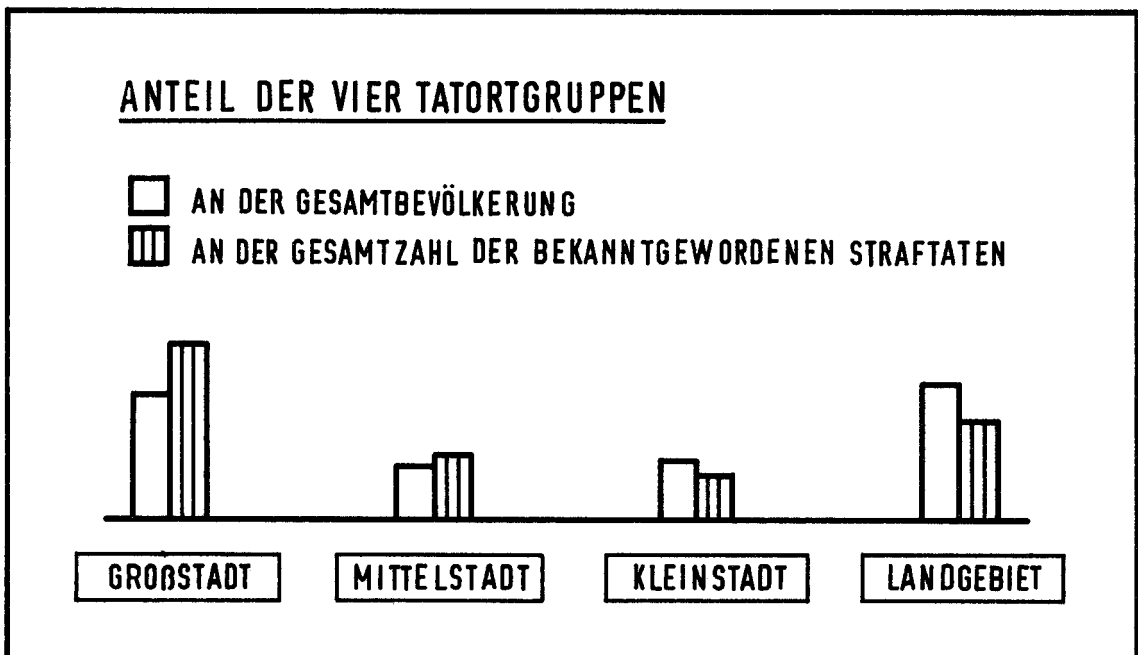 ANTEIL DER VIER TATORTGRUPPEN
AN DER GESAMTBEVÖLKERUNG
AN DER GESAMTZAHL DER BEKANNTGEWORDENEN STRAFTATEN
GROßSTADT
MITTELSTADT
KLEINSTADT
LANDGEBIET